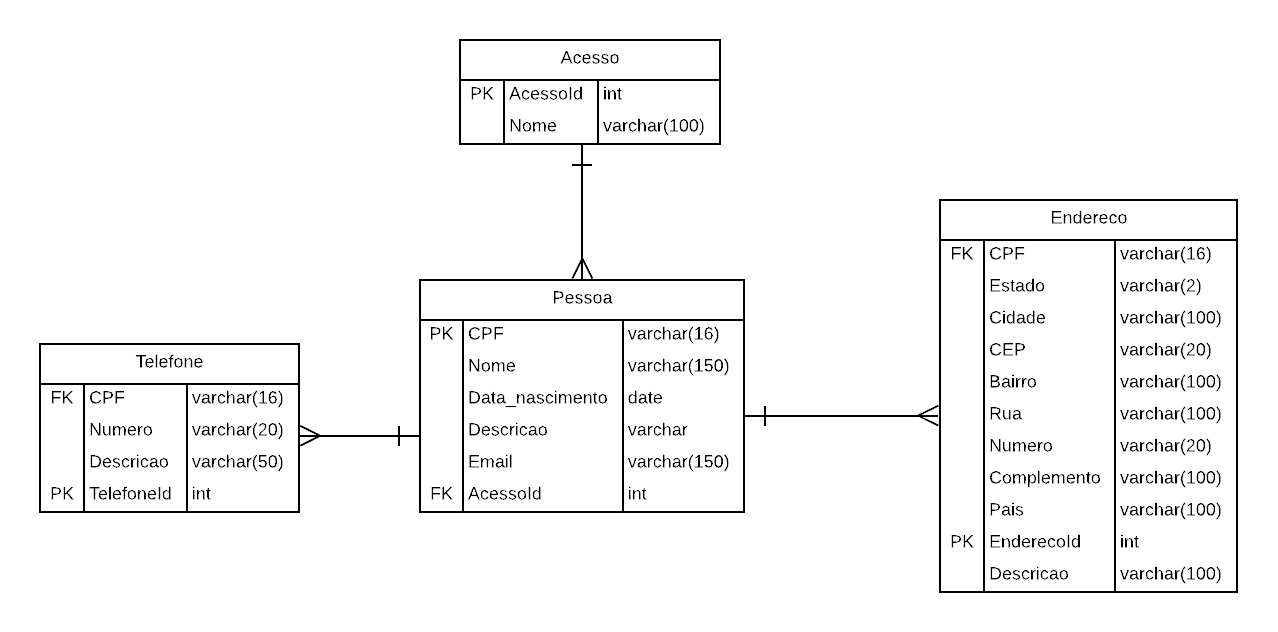 Acesso
PK AcessoId int
Nome varchar(100)
Pessoa
PK CPF varchar(16)
Nome varchar(150)
Data_nascimento date
Descricao varchar
Email varchar(150)
FK AcessoId int
Telefone
FK CPF varchar(16)
Numero varchar(20)
Descricao varchar(50)
PK TelefoneId int
Endereco
FK CPF varchar(16)
Estado varchar(2)
Cidade varchar(100)
CEP varchar(20)
Bairro varchar(100)
Rua varchar(100)
Numero varchar(20)
Complemento varchar(100)
Pais varchar(100)
PK EnderecoId int
Descricao varchar(100)